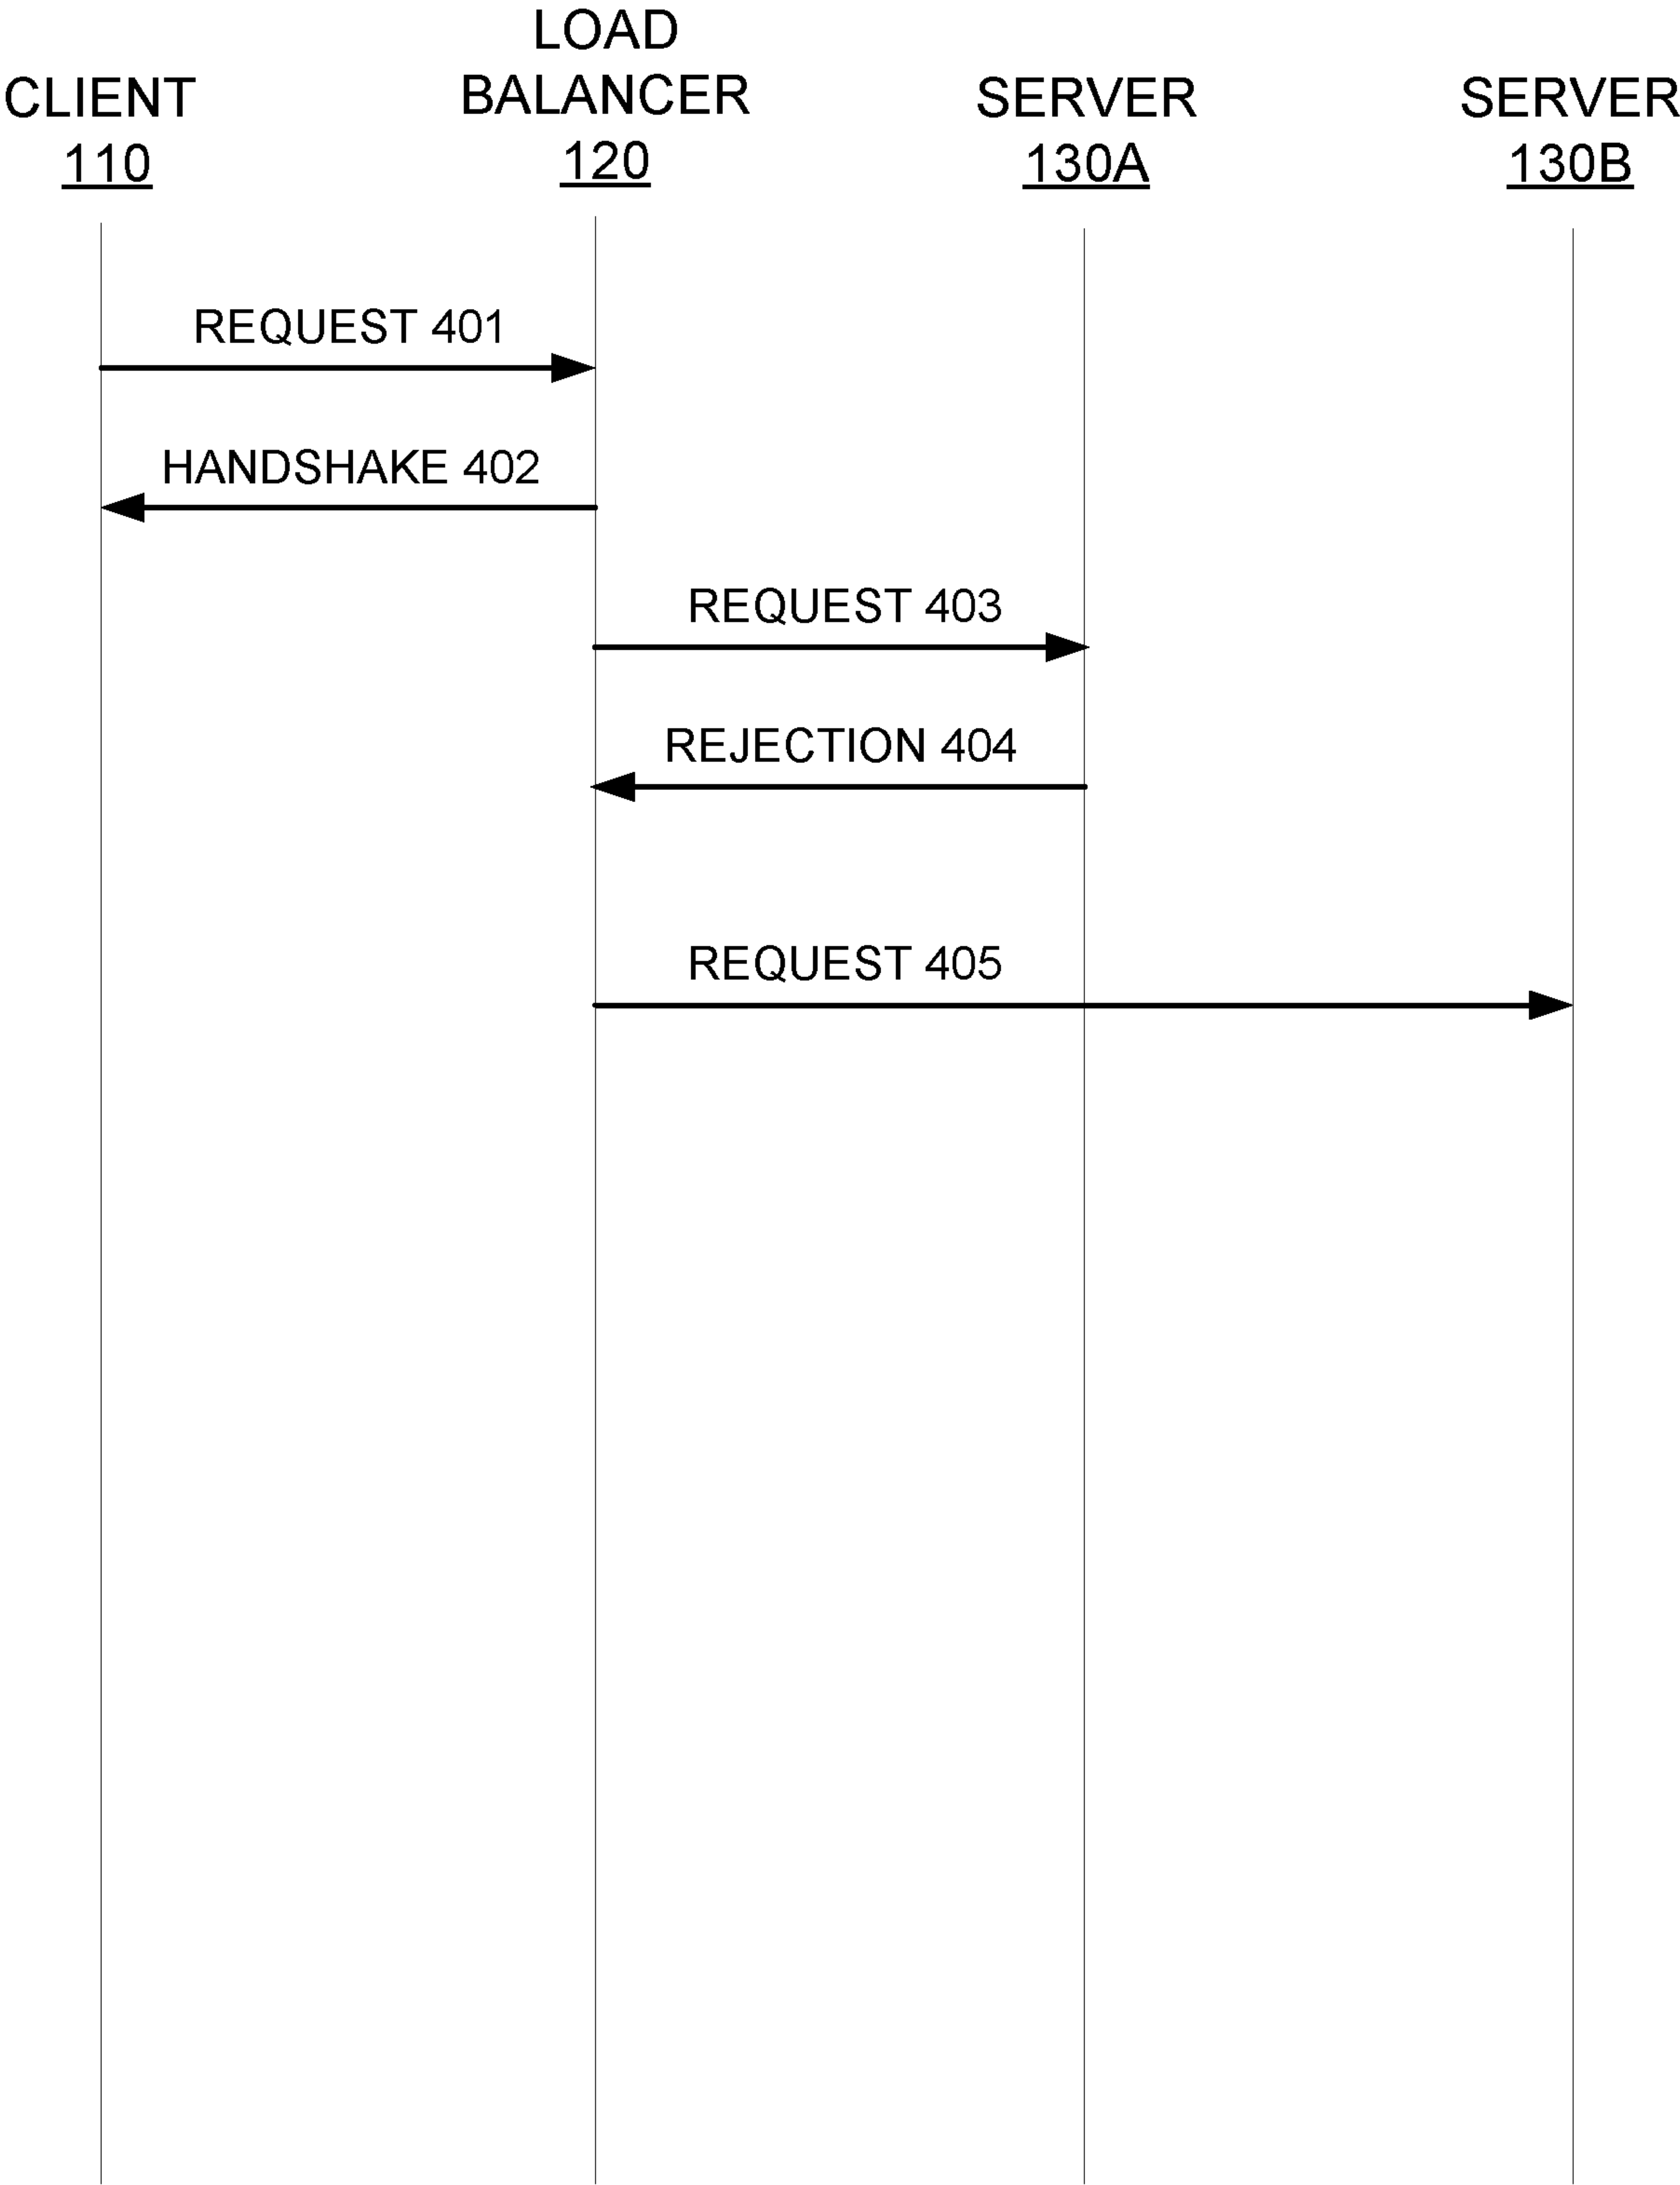 CLIENT
110
LOAD
BALANCER
120
SERVER
130A
SERVER
130B
REQUEST 401
HANDSHAKE 402
REQUEST 403
REJECTION 404
REQUEST 405